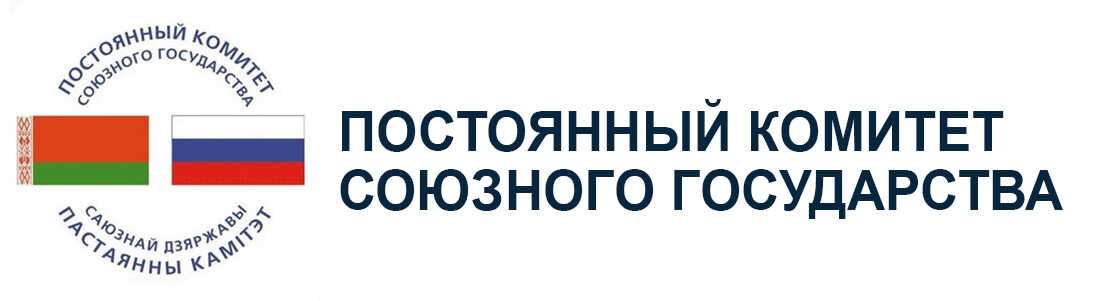 ПОСТОЯННЫЙ КОМИТЕТ
СОЮЗНОГО ГОСУДАРСТВА
САЮЗНАЙ ДЗЯРЖАВЫ
ПАСТАЯННЫ КАМІТЭТ
ПОСТОЯННЫЙ КОМИТЕТ
СОЮЗНОГО ГОСУДАРСТВА